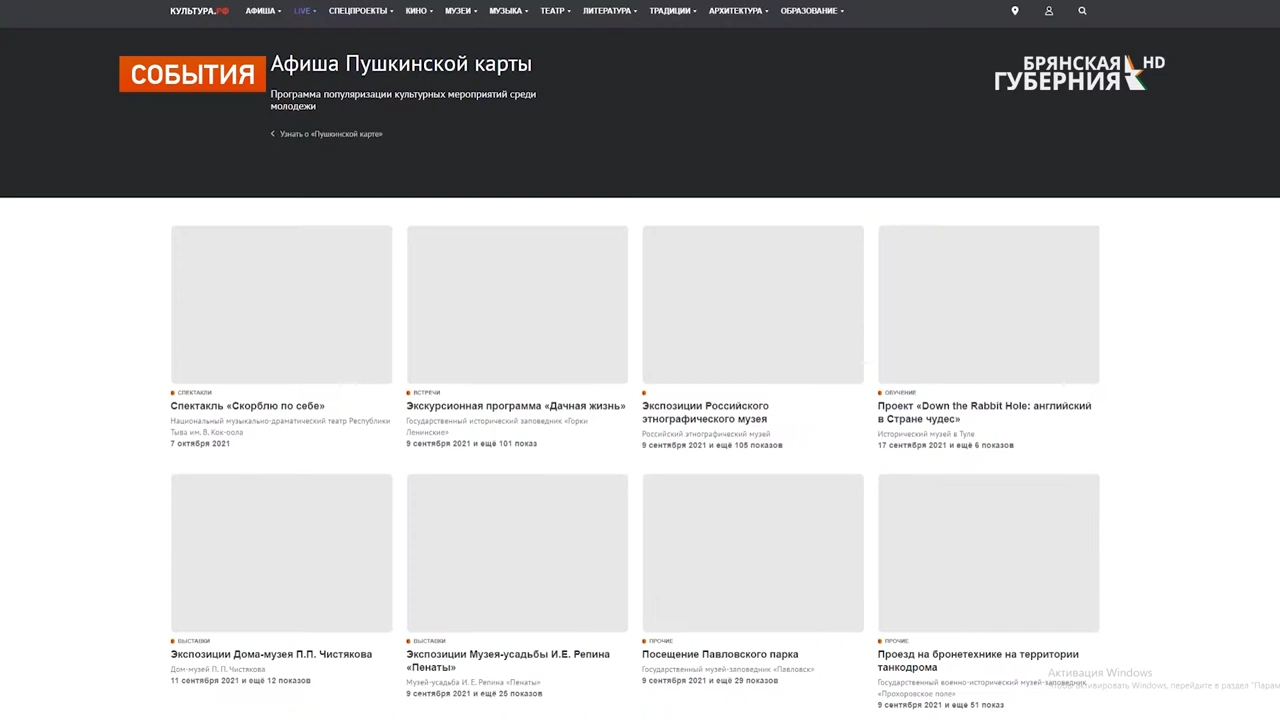 КУЛЬТУРА.РФ АФИША LIVE СПЕЦПРОЕКТЫ КИНО МУЗЕИ МУЗЫКА ТЕАТР ЛИТЕРАТУРА ТРАДИЦИИ АРХИТЕКТУРА ОБРАЗОВАНИЕ
СОБЫТИЯ
Афиша Пушкинской карты
Программа популяризации культурных мероприятий среди
молодежи
Узнать о «Пушкинской карте»
БРЯНСКАЯ HD
ГУБЕРНИЯ
СПЕКТАКЛИ
Спектакль «Скорблю по себе»
Национальный музыкально-драматический театр Республики
Тыва им. В. Кок-оола
7 октября 2021
ВСТРЕЧИ
Экскурсионная программа «Дачная жизнь»
Государственный исторический заповедник «Горки
Ленинские»
9 сентября 2021 и ещё 101 показ
Экспозиции Российского
этнографического музея
Российский этнографический музей
9 сентября 2021 и ещё 105 показов
ОБУЧЕНИЕ
Проект «Down the Rabbit Hole: английский
в Стране чудес»
Исторический музей в Туле
17 сентября 2021 и ещё 6 показов
ВЫСТАВКИ
Экспозиции Дома-музея П.П. Чистякова
Дом-музей П. П. Чистякова
11 сентября 2021 и ещё 12 показов
ВЫСТАВКИ
Экспозиции Музея-усадьбы И.Е. Репина
«Пенаты»
Музей-усадьба И. Е. Репина «Пенаты»
9 сентября 2021 и ещё 25 показов
ПРОЧИЕ
Посещение Павловского парка
Государственный музей-заповедник «Павловск»
9 сентября 2021 и ещё 29 показов
ПРОЧИЕ
Проезд на бронетехнике на территории
танкодрома
Государственный военно-исторический музей-заповедник
«Прохоровское поле»
9 сентября 2021 и ещё 51 показ
Активация Windows
Чтобы активировать Windows, перейдите в раздел "Парам